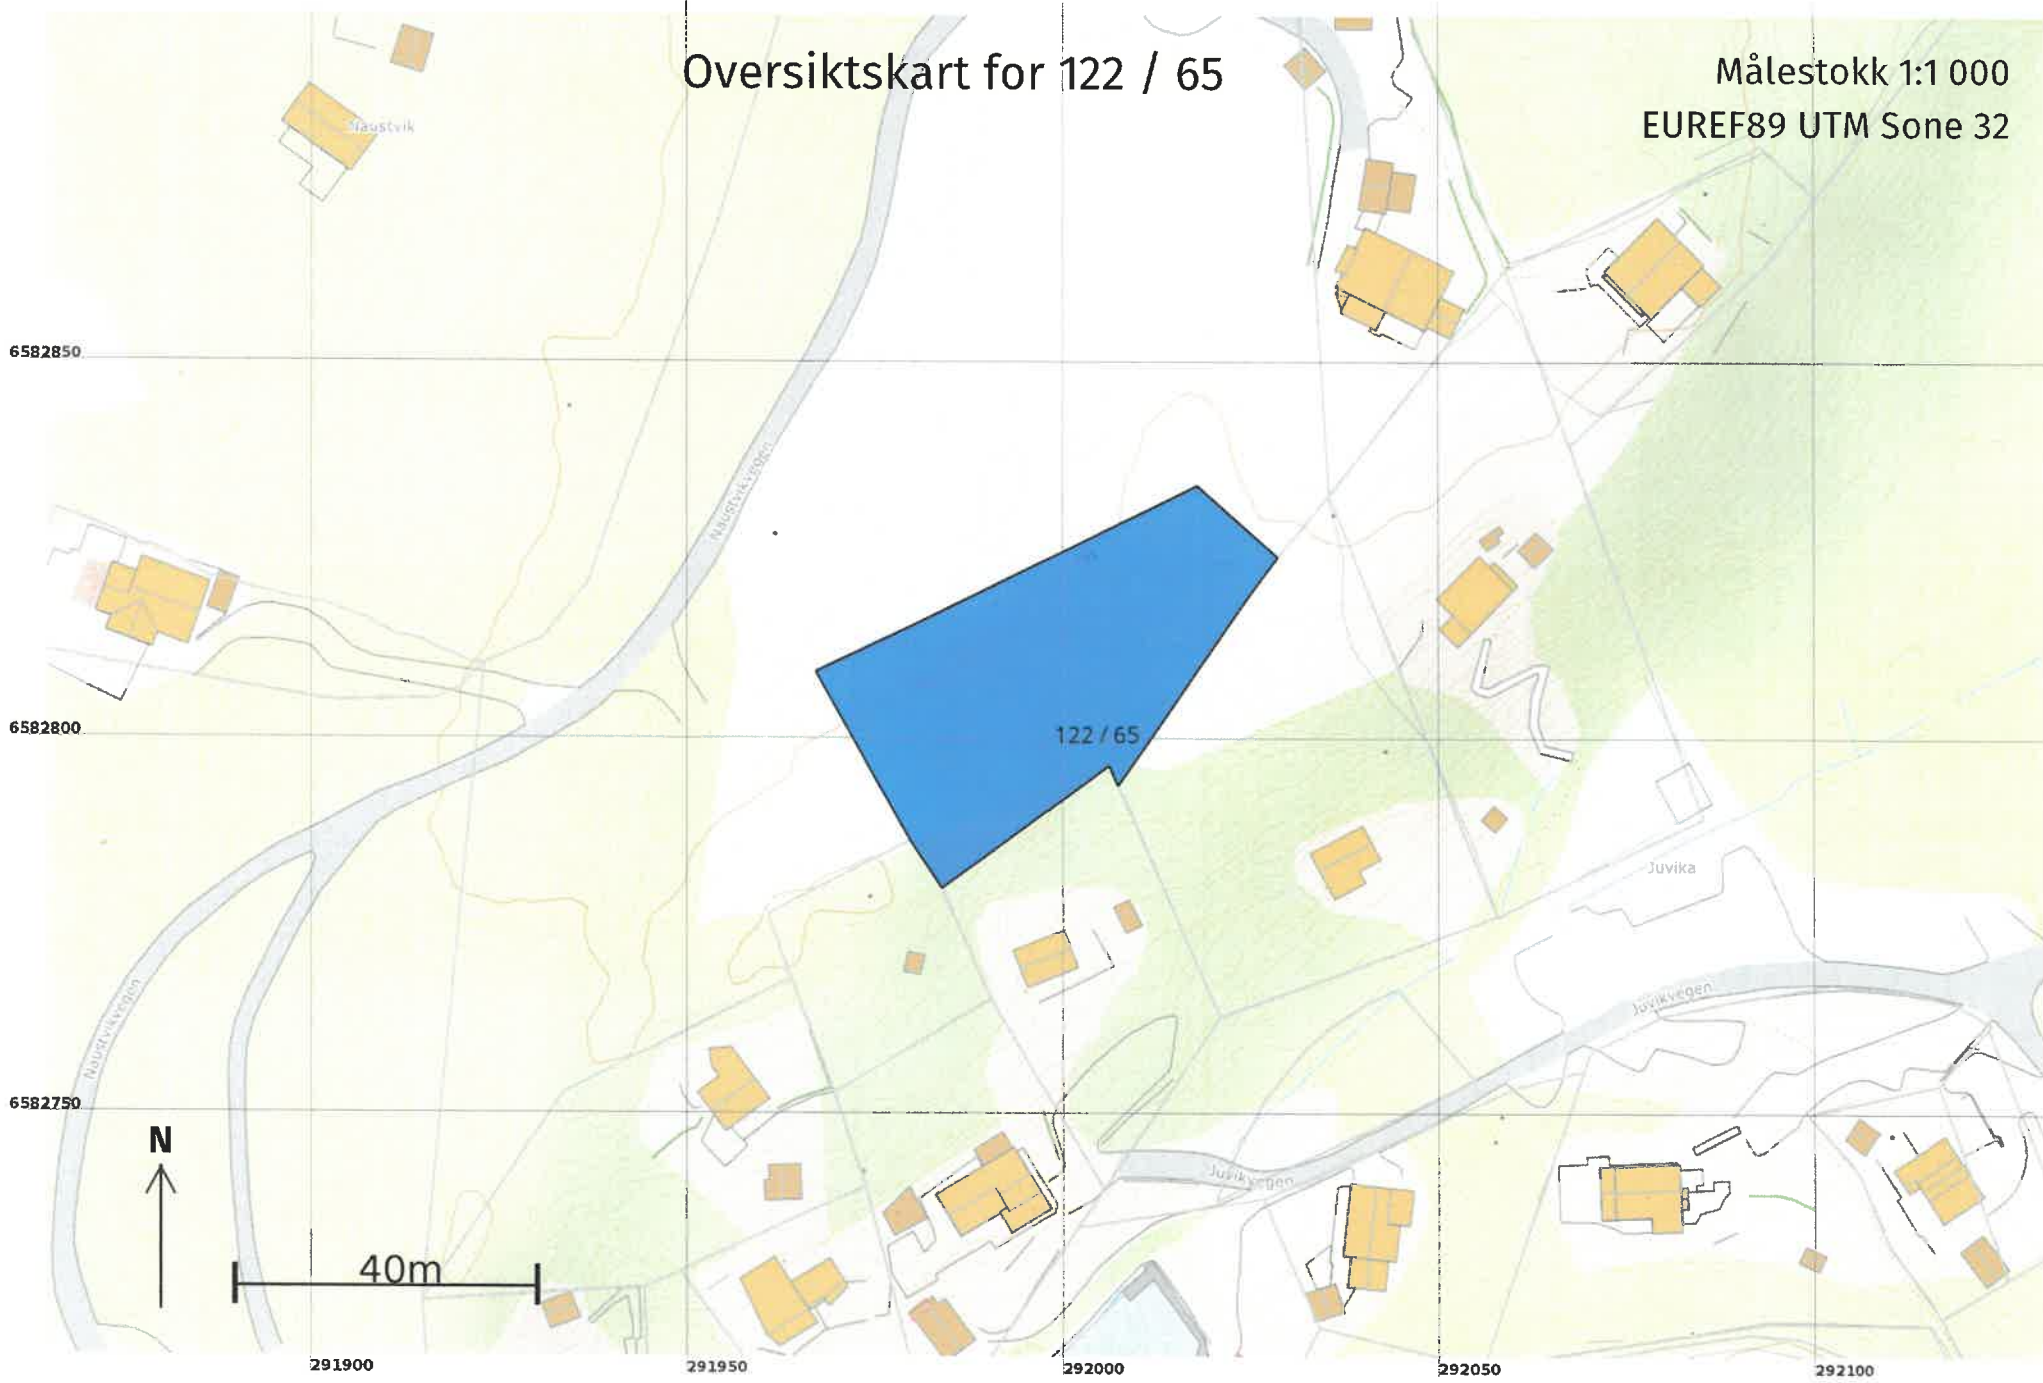 Oversiktskart for 122 / 65
Målestokk 1:1 000
EUREF89 UTM Sone 32
Naustvik
6582850
Naustvikvegen
6582800
122 / 65
Juvika
Juvikvegen
Naustvikvegen
6582750
N
Juvikvegen
40m
291900
291950
292000
292050
292100